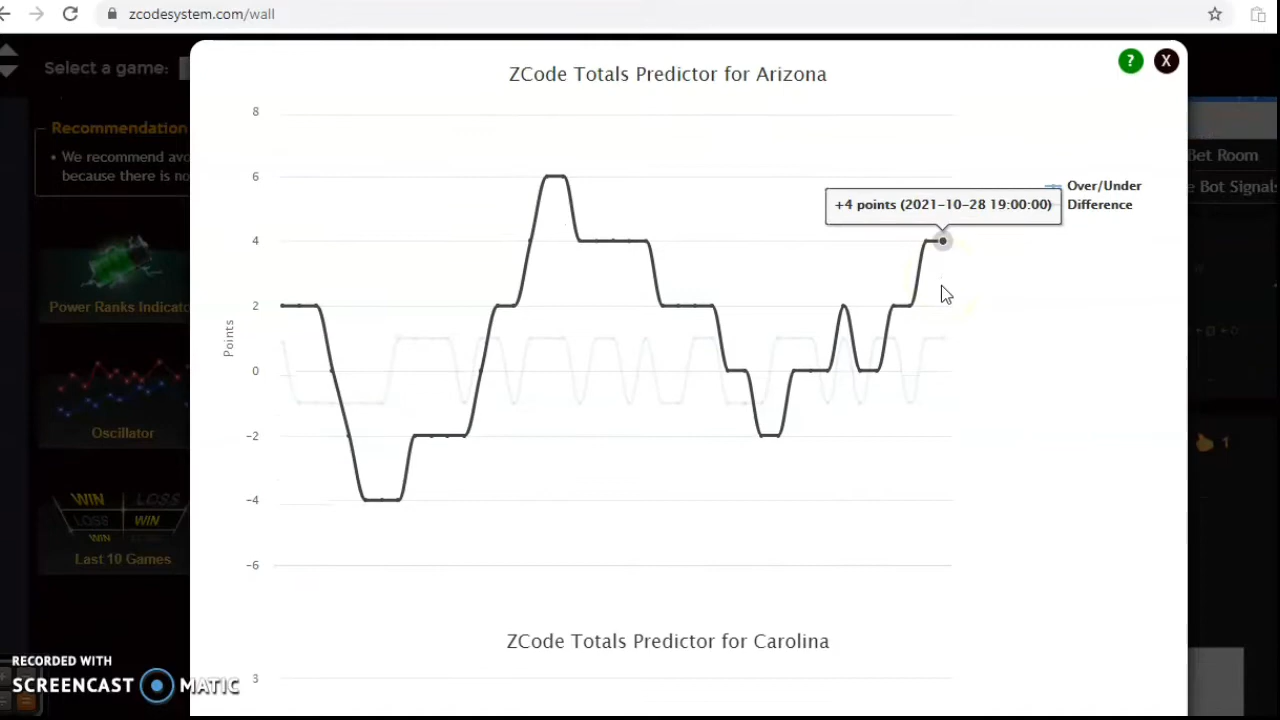 zcodesystem.com/wall
Select a game:
ZCode Totals Predictor for Arizona
?
X
Recommendation
• We recommend avo
because there is no
Bet Room
e Bot Signals
8
6
4
2
0
-2
-4
-6
Points
+4 points (2021-10-28 19:00:00)
Over/Under
Difference
Power Ranks Indicato
Oscillator
WIN LOSS
LOSS WIN
WIN
Last 10 Games
1
ZCode Totals Predictor for Carolina
RECORDED WITH
SCREENCAST MATIC